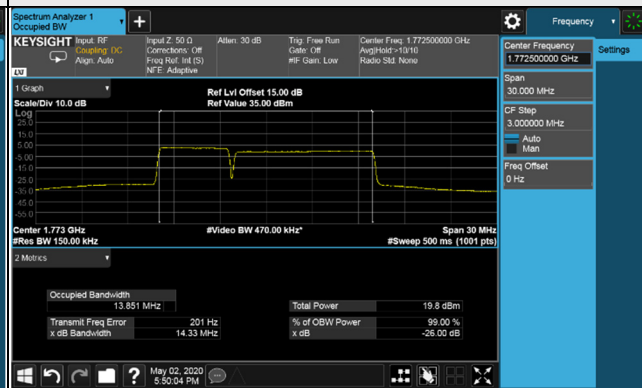 Spectrum Analyzer 1
Occupied BW
Frequency
KEYSIGHT
Input: RF
Coupling: DC
Align: Auto
Input Z: 50 Ω
Corrections: Off
Freq Ref: Int (S)
NFE: Adaptive
Atten: 30 dB
Trig: Free Run
Gate: Off
#IF Gain: Low
Center Freq: 1.772500000 GHz
Avg|Hold:>10/10
Radio Std: None
LXI
Center Frequency
1.772500000 GHz
Settings
Span
30.000 MHz
CF Step
3.000000 MHz
Auto
Man
Freq Offset
0 Hz
1 Graph
Scale/Div 10.0 dB
Ref Lvl Offset 15.00 dB
Ref Value 35.00 dBm
Log
25.0
15.0
5.00
-5.00
-15.0
-25.0
-35.0
-45.0
-55.0
Center 1.773 GHz
#Res BW 150.00 kHz
#Video BW 470.00 kHz*
Span 30 MHz
#Sweep 500 ms (1001 pts)
2 Metrics
Occupied Bandwidth
13.851 MHz
Total Power 19.8 dBm
Transmit Freq Error 201 Hz
% of OBW Power 99.00 %
x dB Bandwidth 14.33 MHz
x dB -26.00 dB
May 02, 2020
5:50:04 PM